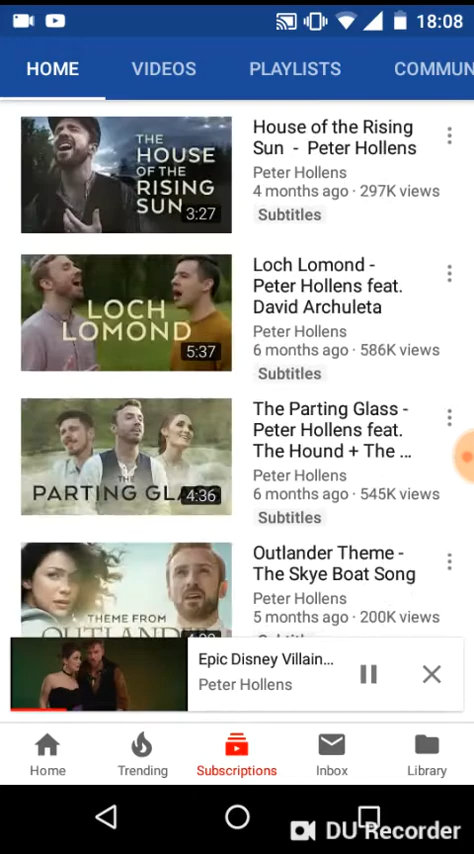 18:08
HOME VIDEOS PLAYLISTS COMMUN
THE
HOUSE
OF THE
RISING
SUN
3:27
House of the Rising
Sun - Peter Hollens
Peter Hollens
4 months ago · 297K views
Subtitles
LOCH
LOMOND
5:37
Loch Lomond -
Peter Hollens feat.
David Archuleta
Peter Hollens
6 months ago · 586K views
Subtitles
THE
PARTING GLASS
4:36
The Parting Glass -
Peter Hollens feat.
The Hound + The ...
Peter Hollens
6 months ago · 545K views
Subtitles
THEME FROM
OUTLANDER
Outlander Theme -
The Skye Boat Song
Peter Hollens
5 months ago · 200K views
Epic Disney Villain...
Peter Hollens
Home Trending Subscriptions Inbox Library
DU Recorder